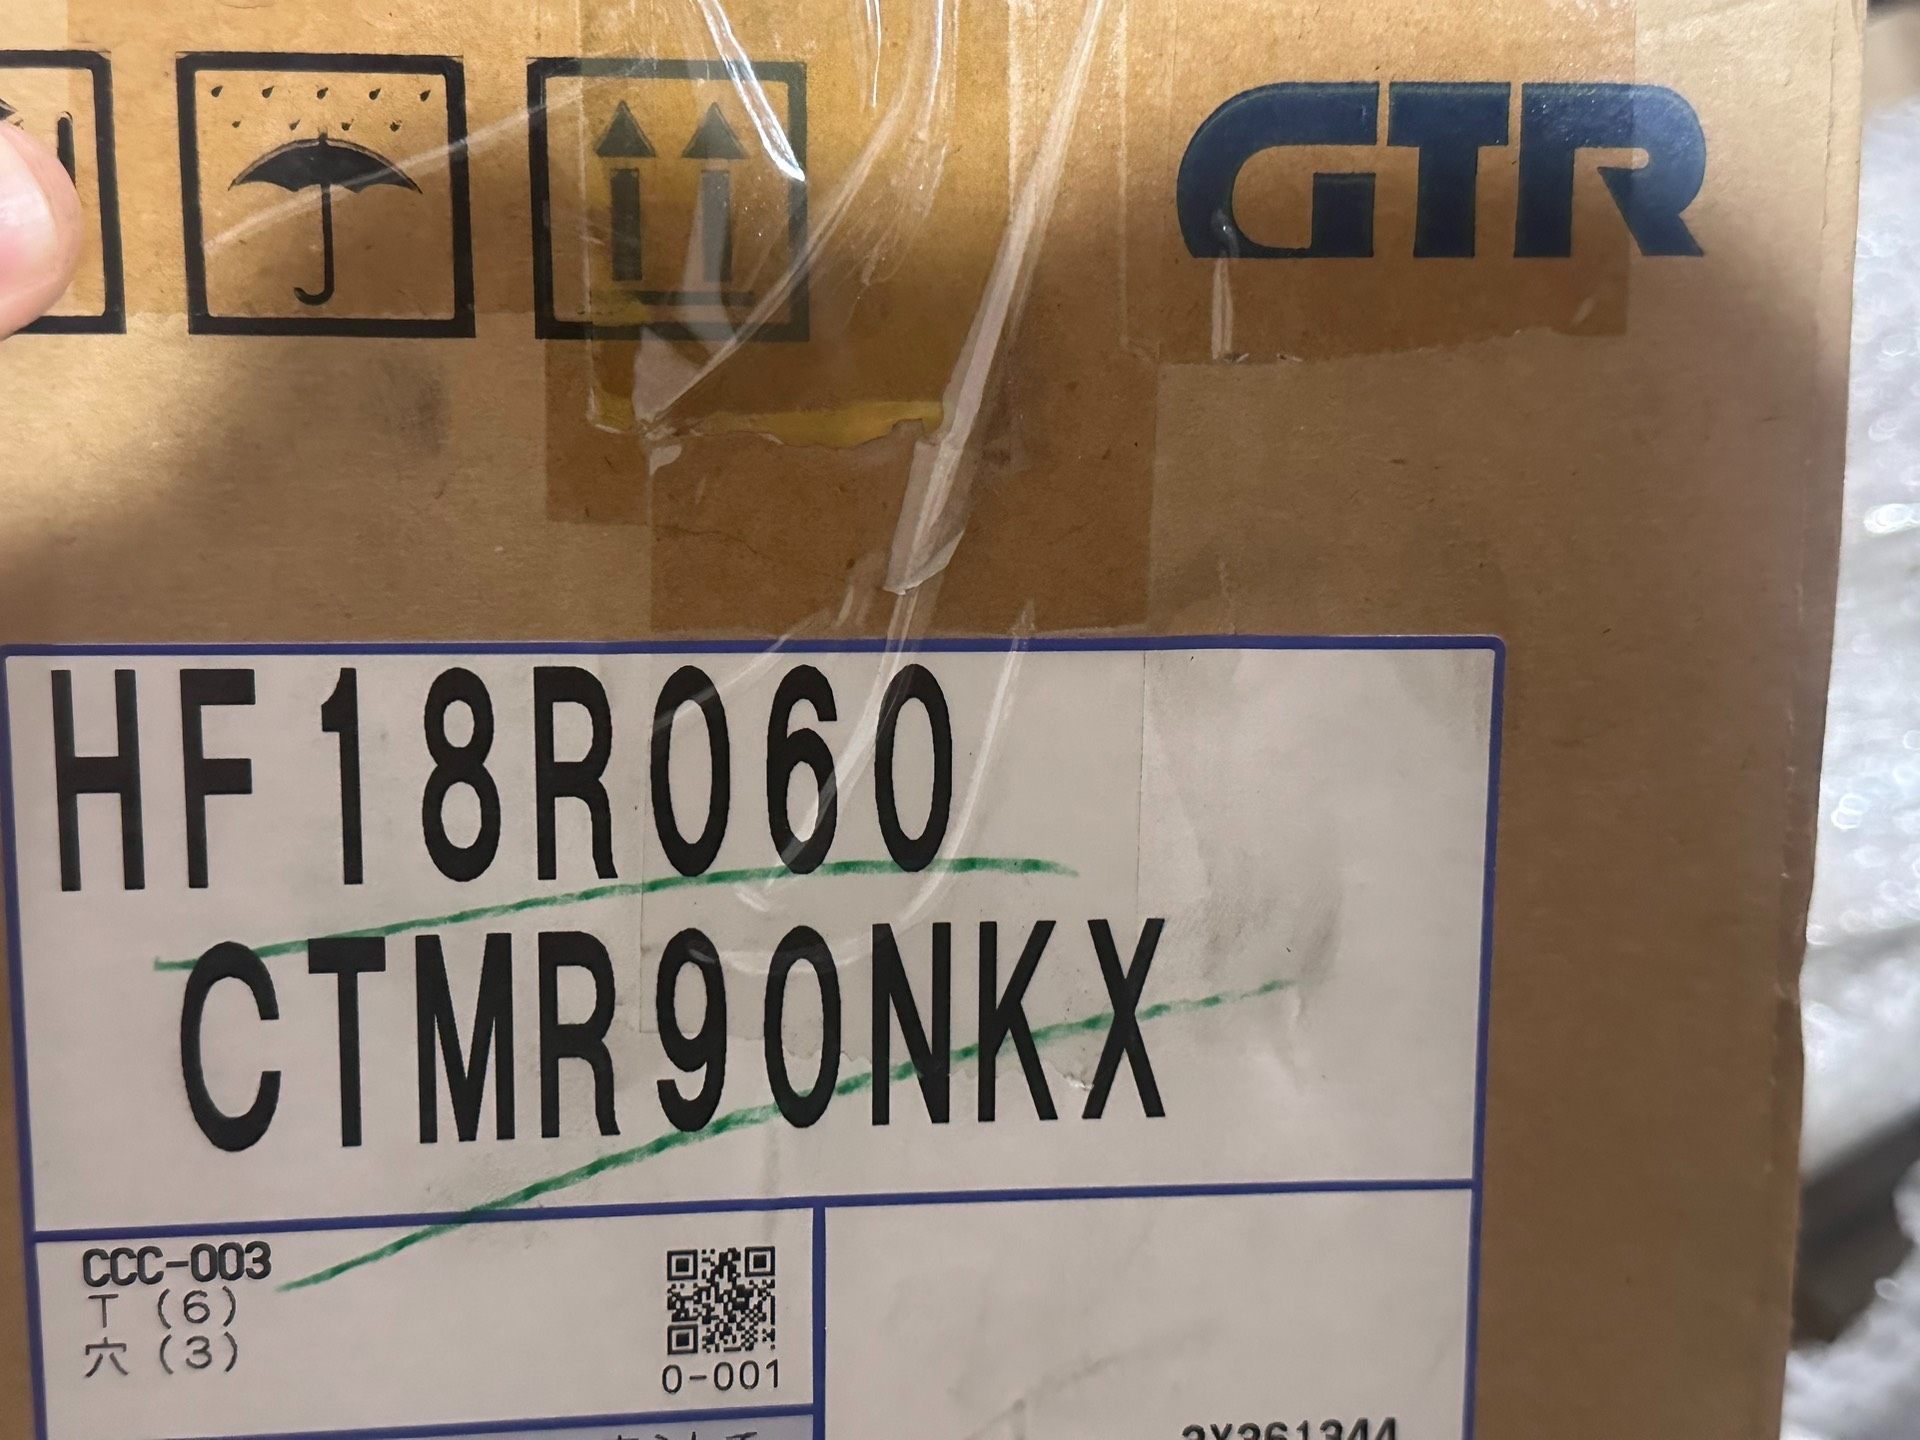 GTR
HF18R060
CTMR90NKX
CCC-003
T (6)
穴 (3)
0-001